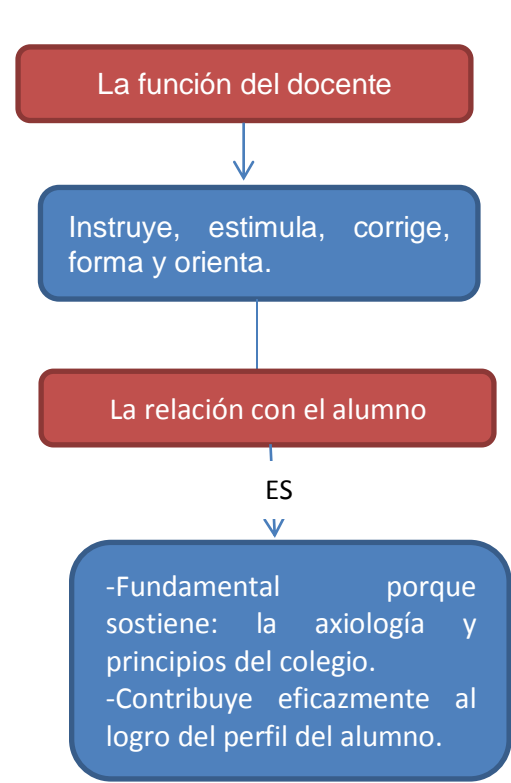 La función del docente
Instruye, estimula, corrige,
forma y orienta.
La relación con el alumno
ES
-Fundamental porque
sostiene: la axiología y
principios del colegio.
-Contribuye eficazmente al
logro del perfil del alumno.